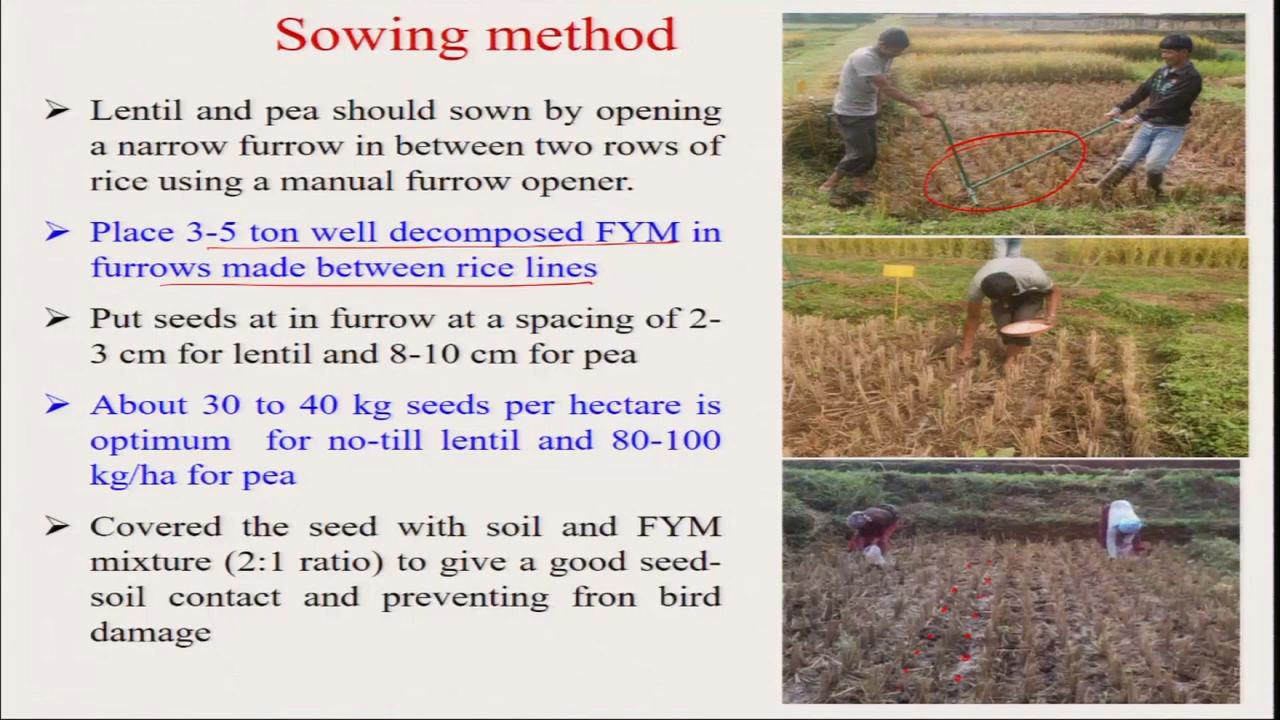 Sowing method
➢ Lentil and pea should sown by opening
a narrow furrow in between two rows of
rice using a manual furrow opener.
➢ Place 3-5 ton well decomposed FYM in
furrows made between rice lines
➢ Put seeds at in furrow at a spacing of 2-
3 cm for lentil and 8-10 cm for pea
➢ About 30 to 40 kg seeds per hectare is
optimum for no-till lentil and 80-100
kg/ha for pea
➢ Covered the seed with soil and FYM
mixture (2:1 ratio) to give a good seed-
soil contact and preventing fron bird
damage